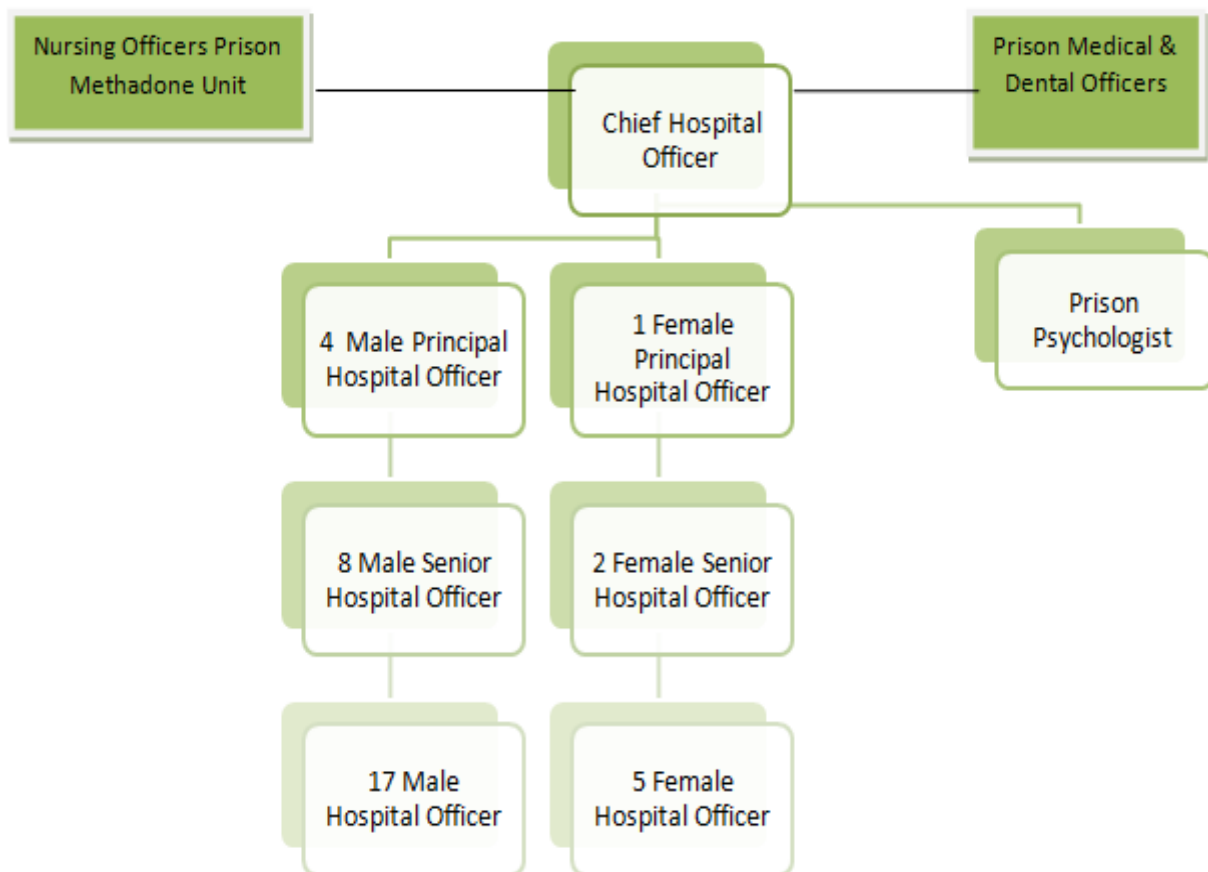 Nursing Officers Prison
Methadone Unit
Prison Medical &
Dental Officers
Chief Hospital
Officer
4 Male Principal
Hospital Officer
1 Female
Principal
Hospital Officer
Prison
Psychologist
8 Male Senior
Hospital Officer
2 Female Senior
Hospital Officer
17 Male
Hospital Officer
5 Female
Hospital Officer